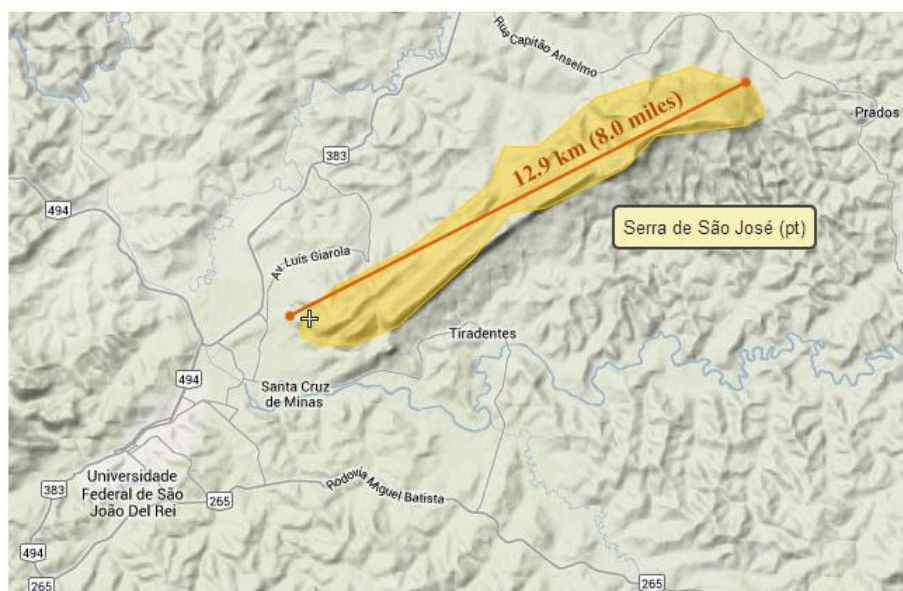 Rua Capitão Anselmo
Prados
383
12.9 km (8.0 miles)
494
Serra de São José (pt)
Av. Luís Giarola
Tiradentes
494
Santa Cruz
de Minas
Universidade
Federal de São
João Del Rei
383
265
Rodovia Miguel Batista
494
265
265